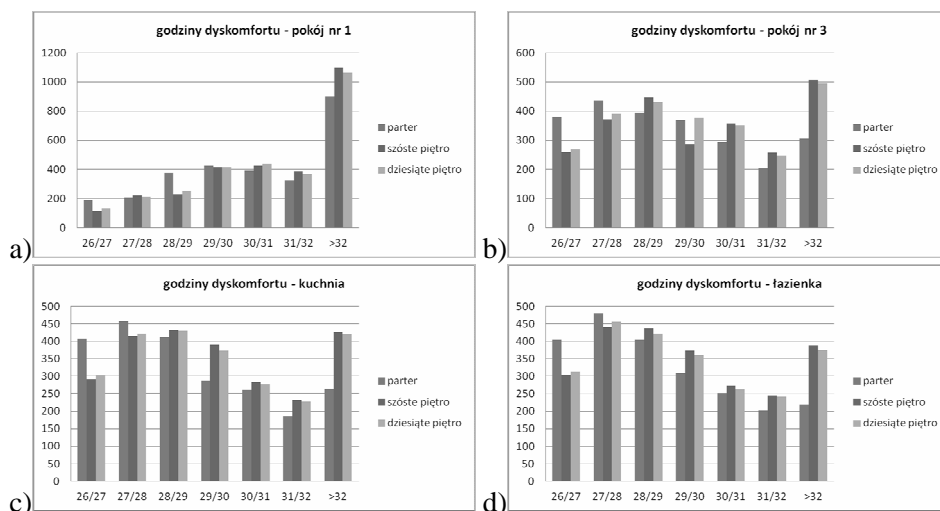 godziny dyskomfortu - pokój nr 1
1200
1000
800
600
400
200
0
26/27 27/28 28/29 29/30 30/31 31/32 >32
parter
szóste piętro
dziesiąte piętro
a)
godziny dyskomfortu - pokój nr 3
600
500
400
300
200
100
0
26/27 27/28 28/29 29/30 30/31 31/32 >32
parter
szóste piętro
dziesiąte piętro
b)
godziny dyskomfortu - kuchnia
500
450
400
350
300
250
200
150
100
50
0
26/27 27/28 28/29 29/30 30/31 31/32 >32
parter
szóste piętro
dziesiąte piętro
c)
godziny dyskomfortu - łazienka
500
450
400
350
300
250
200
150
100
50
0
26/27 27/28 28/29 29/30 30/31 31/32 >32
parter
szóste piętro
dziesiąte piętro
d)